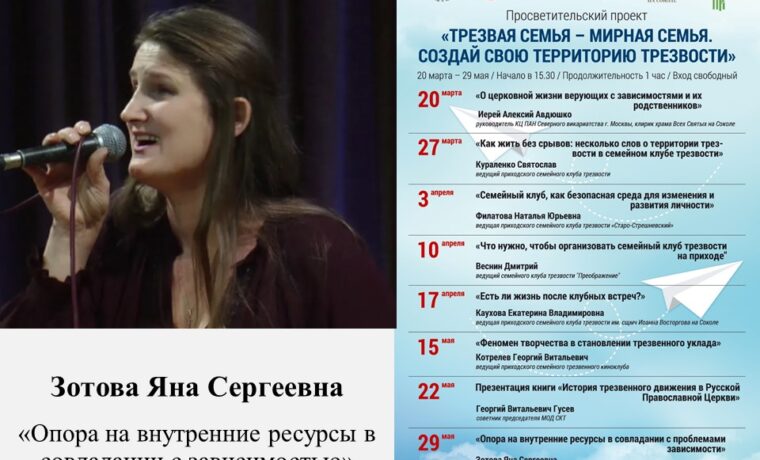 Зотова Яна Сергеевна
«Опора на внутренние ресурсы в
совладании с зависимостью»
Просветительский проект
«ТРЕЗВАЯ СЕМЬЯ – МИРНАЯ СЕМЬЯ.
СОЗДАЙ СВОЮ ТЕРРИТОРИЮ ТРЕЗВОСТИ»
20 марта – 29 мая / Начало в 15.30 / Продолжительность 1 час / Вход свободный
20 марта
«О церковной жизни верующих с зависимостями и их
родственников»
Иерей Алексий Авдюшко
руководитель КЦ ПАН Северного викариатства г. Москвы, клирик храма Всех Святых на Соколе
27 марта
«Как жить без срывов: несколько слов о территории трез-
вости в семейном клубе трезвости»
Кураленко Святослав
ведущий приходского семейного клуба трезвости
3 апреля
«Семейный клуб, как безопасная среда для изменения и
развития личности»
Филатова Наталья Юрьевна
ведущая приходского семейного клуба трезвости «Старо-Стрешневский»
10 апреля
«Что нужно, чтобы организовать семейный клуб трезвости
на приходе"
Веснин Дмитрий
ведущий семейного клуба трезвости "Преображение"
17 апреля
«Есть ли жизнь после клубных встреч?»
Каухова Екатерина Владимировна
ведущая приходского семейного клуба трезвости им. сщмч Иоанна Восторгова на Соколе
15 мая
«Феномен творчества в становлении трезвенного уклада»
Котрелев Георгий Витальевич
ведущий приходского семейного трезвенного киноклуба
22 мая
Презентация книги «История трезвенного движения в Русской
Православной Церкви»
Георгий Витальевич Гусев
советник председателя МОД СКТ
29 мая
«Опора на внутренние ресурсы в совладании с проблемами
зависимости»
Зотова Яна Сергеевна